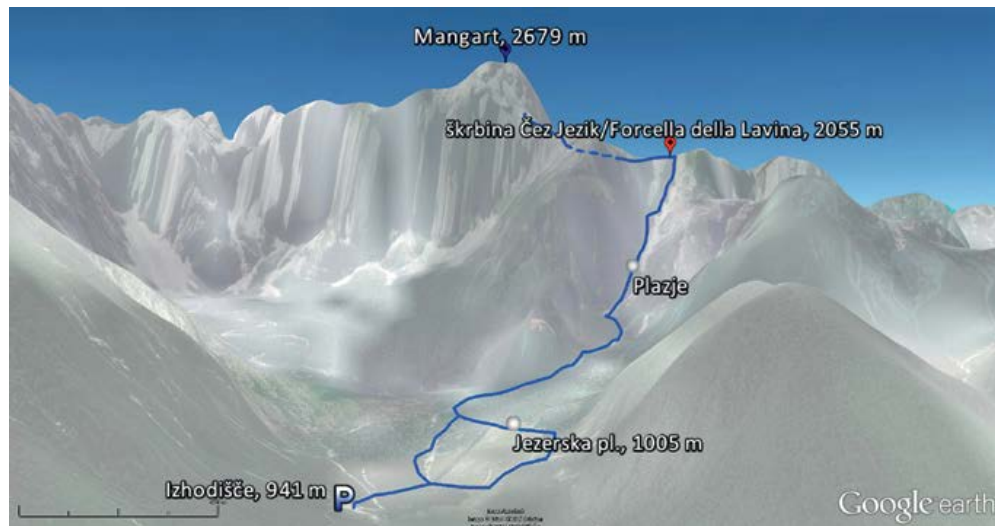 Mangart, 2679 m
škrbina Čez Jezik/Forcella della Lavina, 2055 m
Plazje
Jezerska pl., 1005 m
Izhodišče, 941 m P
Google earth